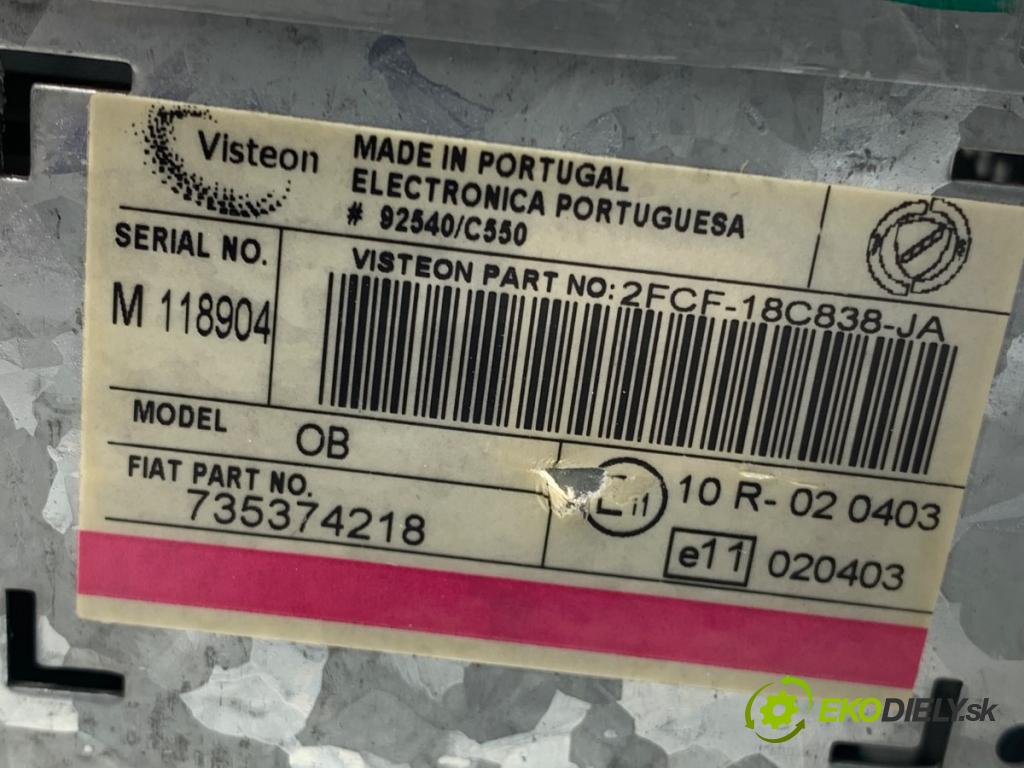 Visteon
MADE IN PORTUGAL
ELECTRONICA PORTUGUESA
# 92540/C550
SERIAL NO.
M 118904
VISTEON PART NO: 2FCF-18C838-JA
MODEL OB
FIAT PART NO.
735374218
10 R- 02 0403
e11 020403
EKODIELY.sk